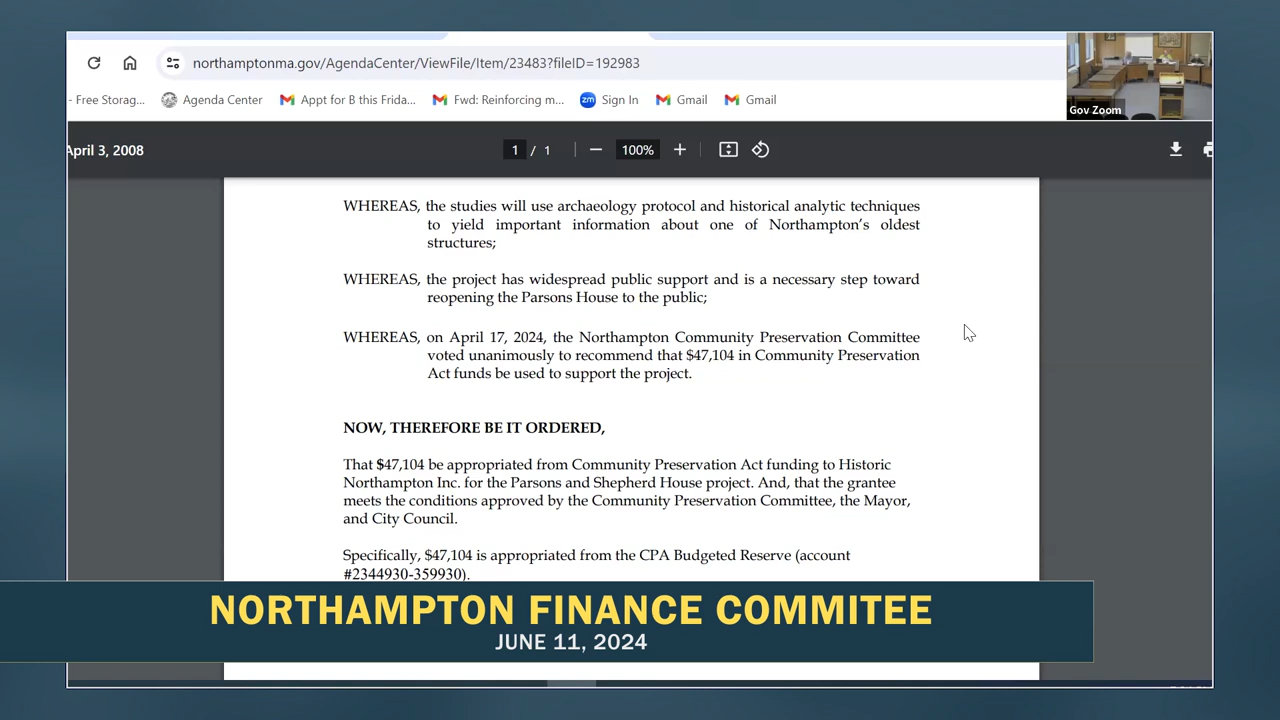 northamptonma.gov/AgendaCenter/ViewFile/Item/23483?fileID=192983
- Free Storag... Agenda Center Appt for B this Frida... Fwd: Reinforcing m... zm Sign In Gmail Gmail
Gov Zoom
April 3, 2008 1 / 1 100%
WHEREAS, the studies will use archaeology protocol and historical analytic techniques
to yield important information about one of Northampton's oldest
structures;
WHEREAS, the project has widespread public support and is a necessary step toward
reopening the Parsons House to the public;
WHEREAS, on April 17, 2024, the Northampton Community Preservation Committee
voted unanimously to recommend that $47,104 in Community Preservation
Act funds be used to support the project.
NOW, THEREFORE BE IT ORDERED,
That $47,104 be appropriated from Community Preservation Act funding to Historic
Northampton Inc. for the Parsons and Shepherd House project. And, that the grantee
meets the conditions approved by the Community Preservation Committee, the Mayor,
and City Council.
Specifically, $47,104 is appropriated from the CPA Budgeted Reserve (account
#2344930-359930).
NORTHAMPTON FINANCE COMMITEE
JUNE 11, 2024